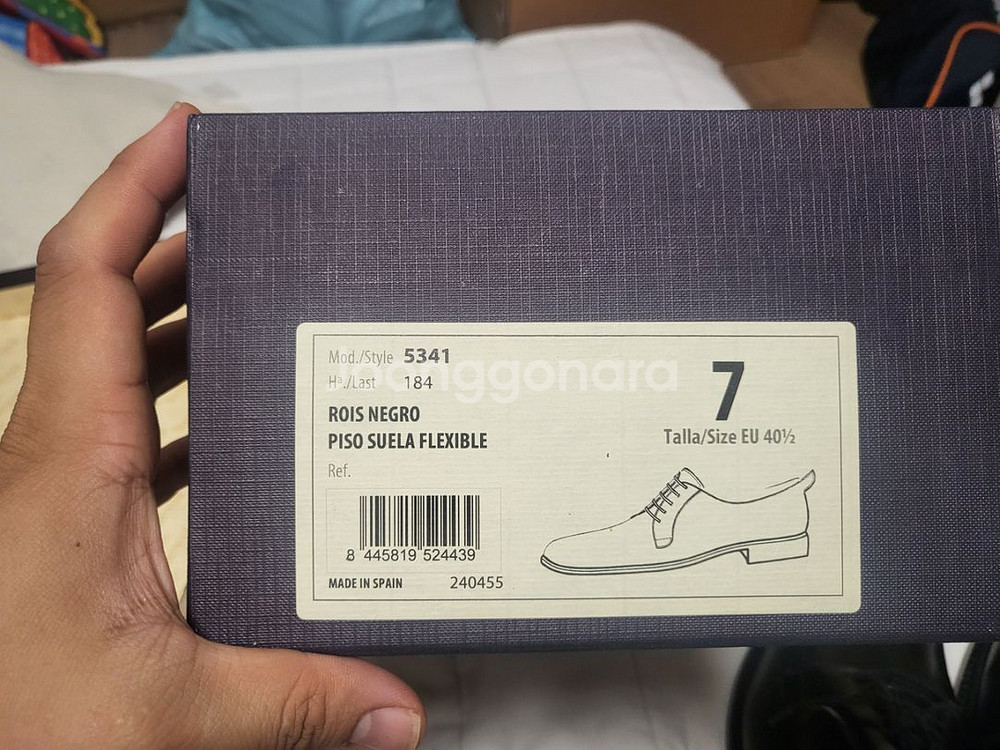 Mod./Style 5341
Hª./Last 184
ROIS NEGRO
PISO SUELA FLEXIBLE
Ref.
8 445819 524439
MADE IN SPAIN 240455
7
Talla/Size EU 40½
joonggonara